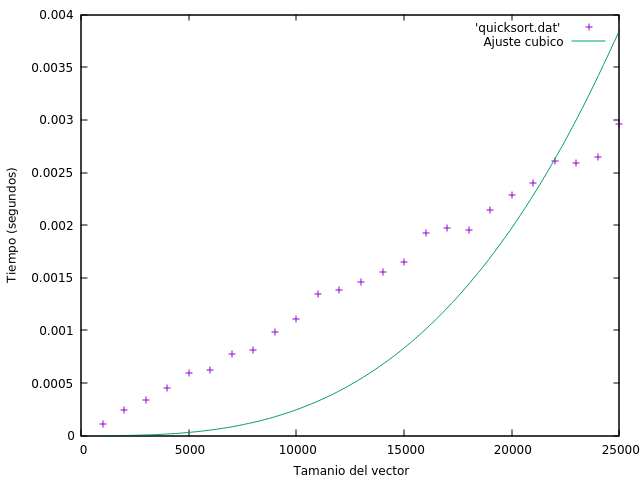 'quicksort.dat'
Ajuste cubico
0.004
0.0035
0.003
0.0025
0.002
0.0015
0.001
0.0005
0
0 5000 10000 15000 20000 25000
Tiempo (segundos)
Tamanio del vector